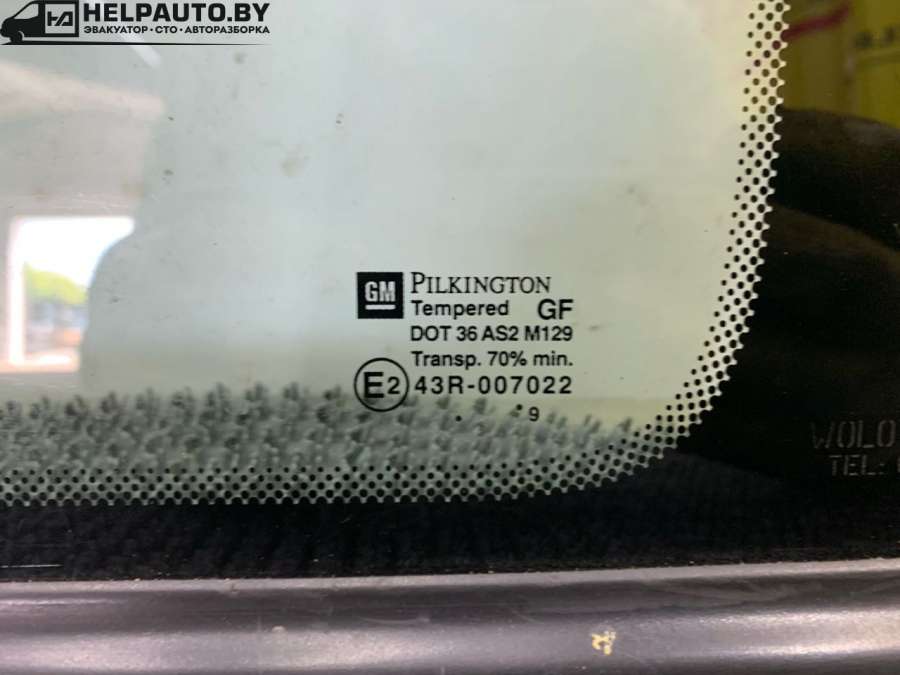 HELPAUTO.BY
ЭВАКУАТОР · СТО · АВТОРАЗБОРКА
GM PILKINGTON
Tempered GF
DOT 36 AS2 M129
Transp. 70% min.
E2 43R-007022
. .9
WOLO
TEL: